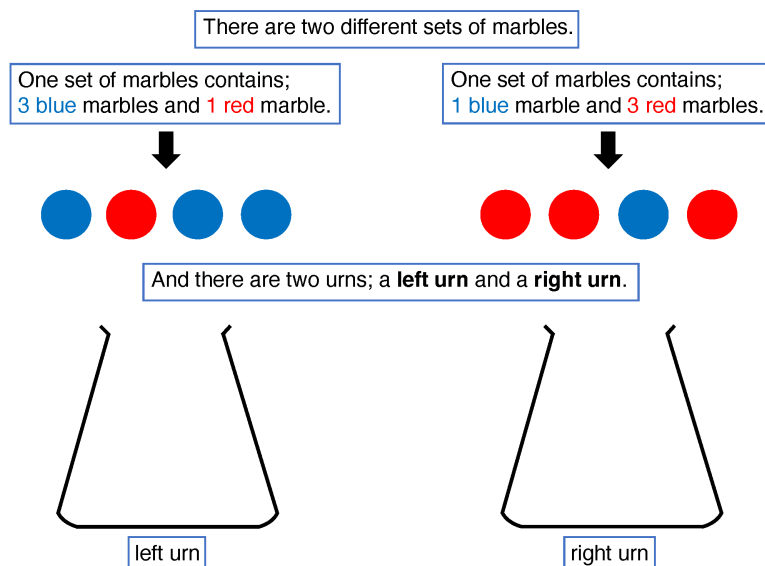 There are two different sets of marbles.
One set of marbles contains;
3 blue marbles and 1 red marble.
One set of marbles contains;
1 blue marble and 3 red marbles.
And there are two urns; a left urn and a right urn.
left urn
right urn